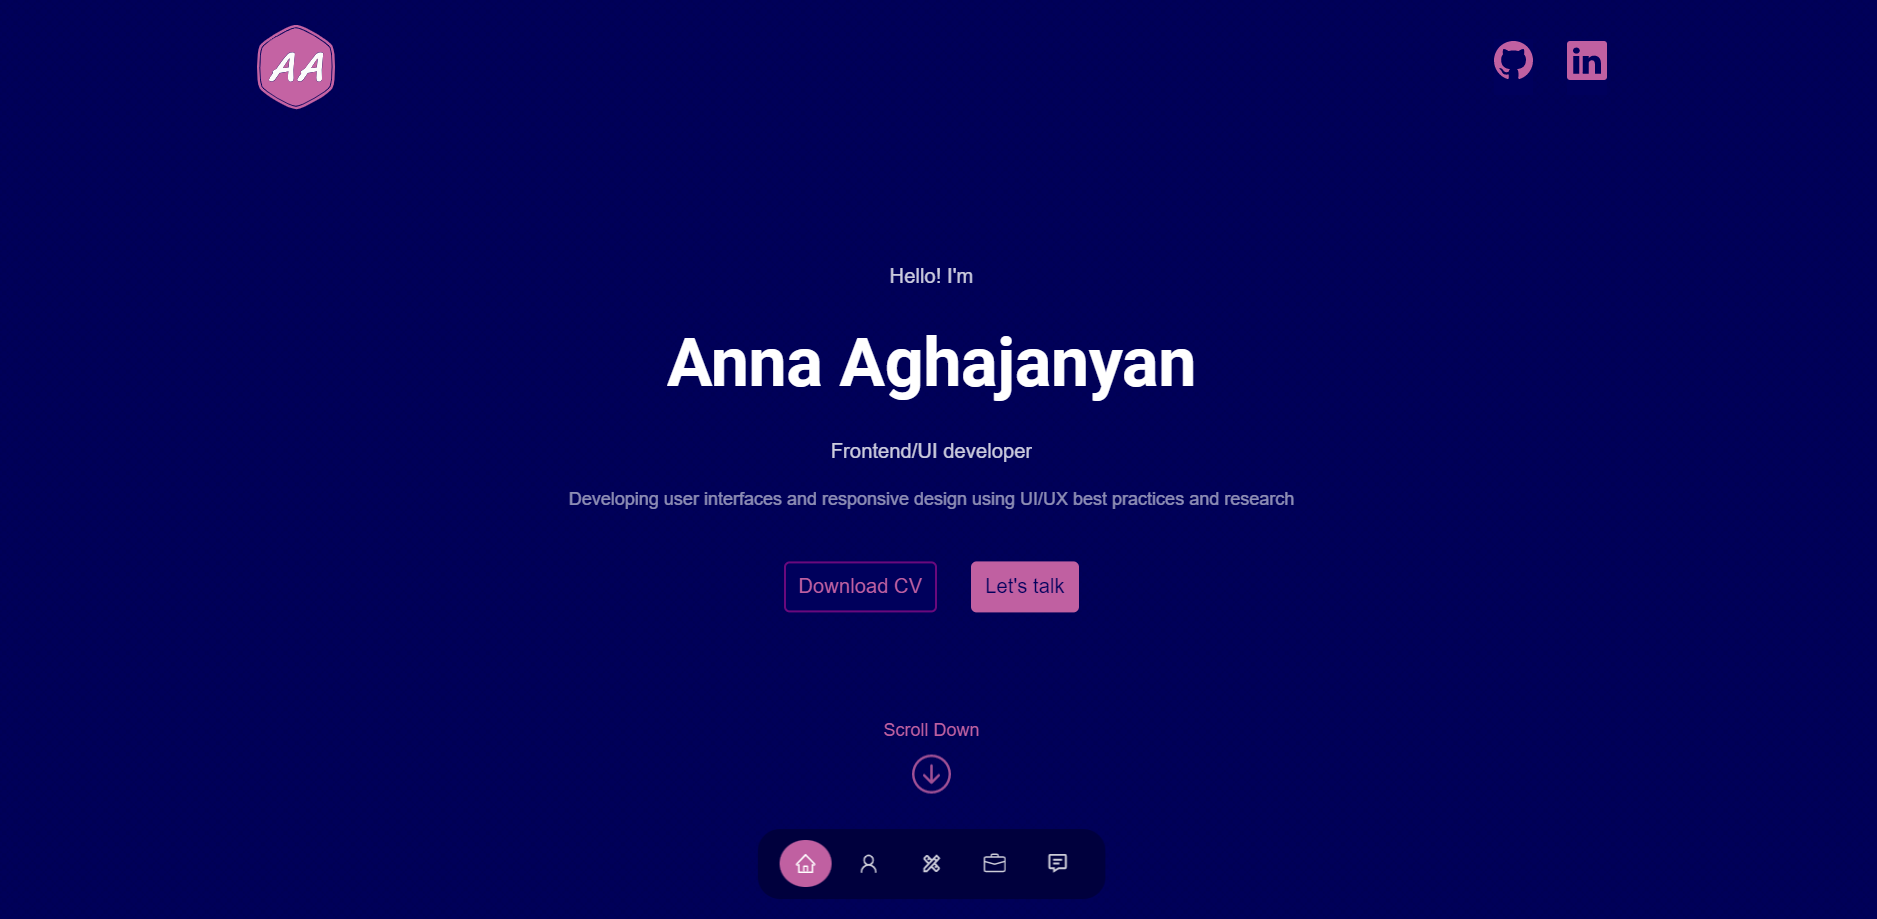 AA
in
Hello! I'm
Anna Aghajanyan
Frontend/UI developer
Developing user interfaces and responsive design using UI/UX best practices and research
Download CV
Let's talk
Scroll Down